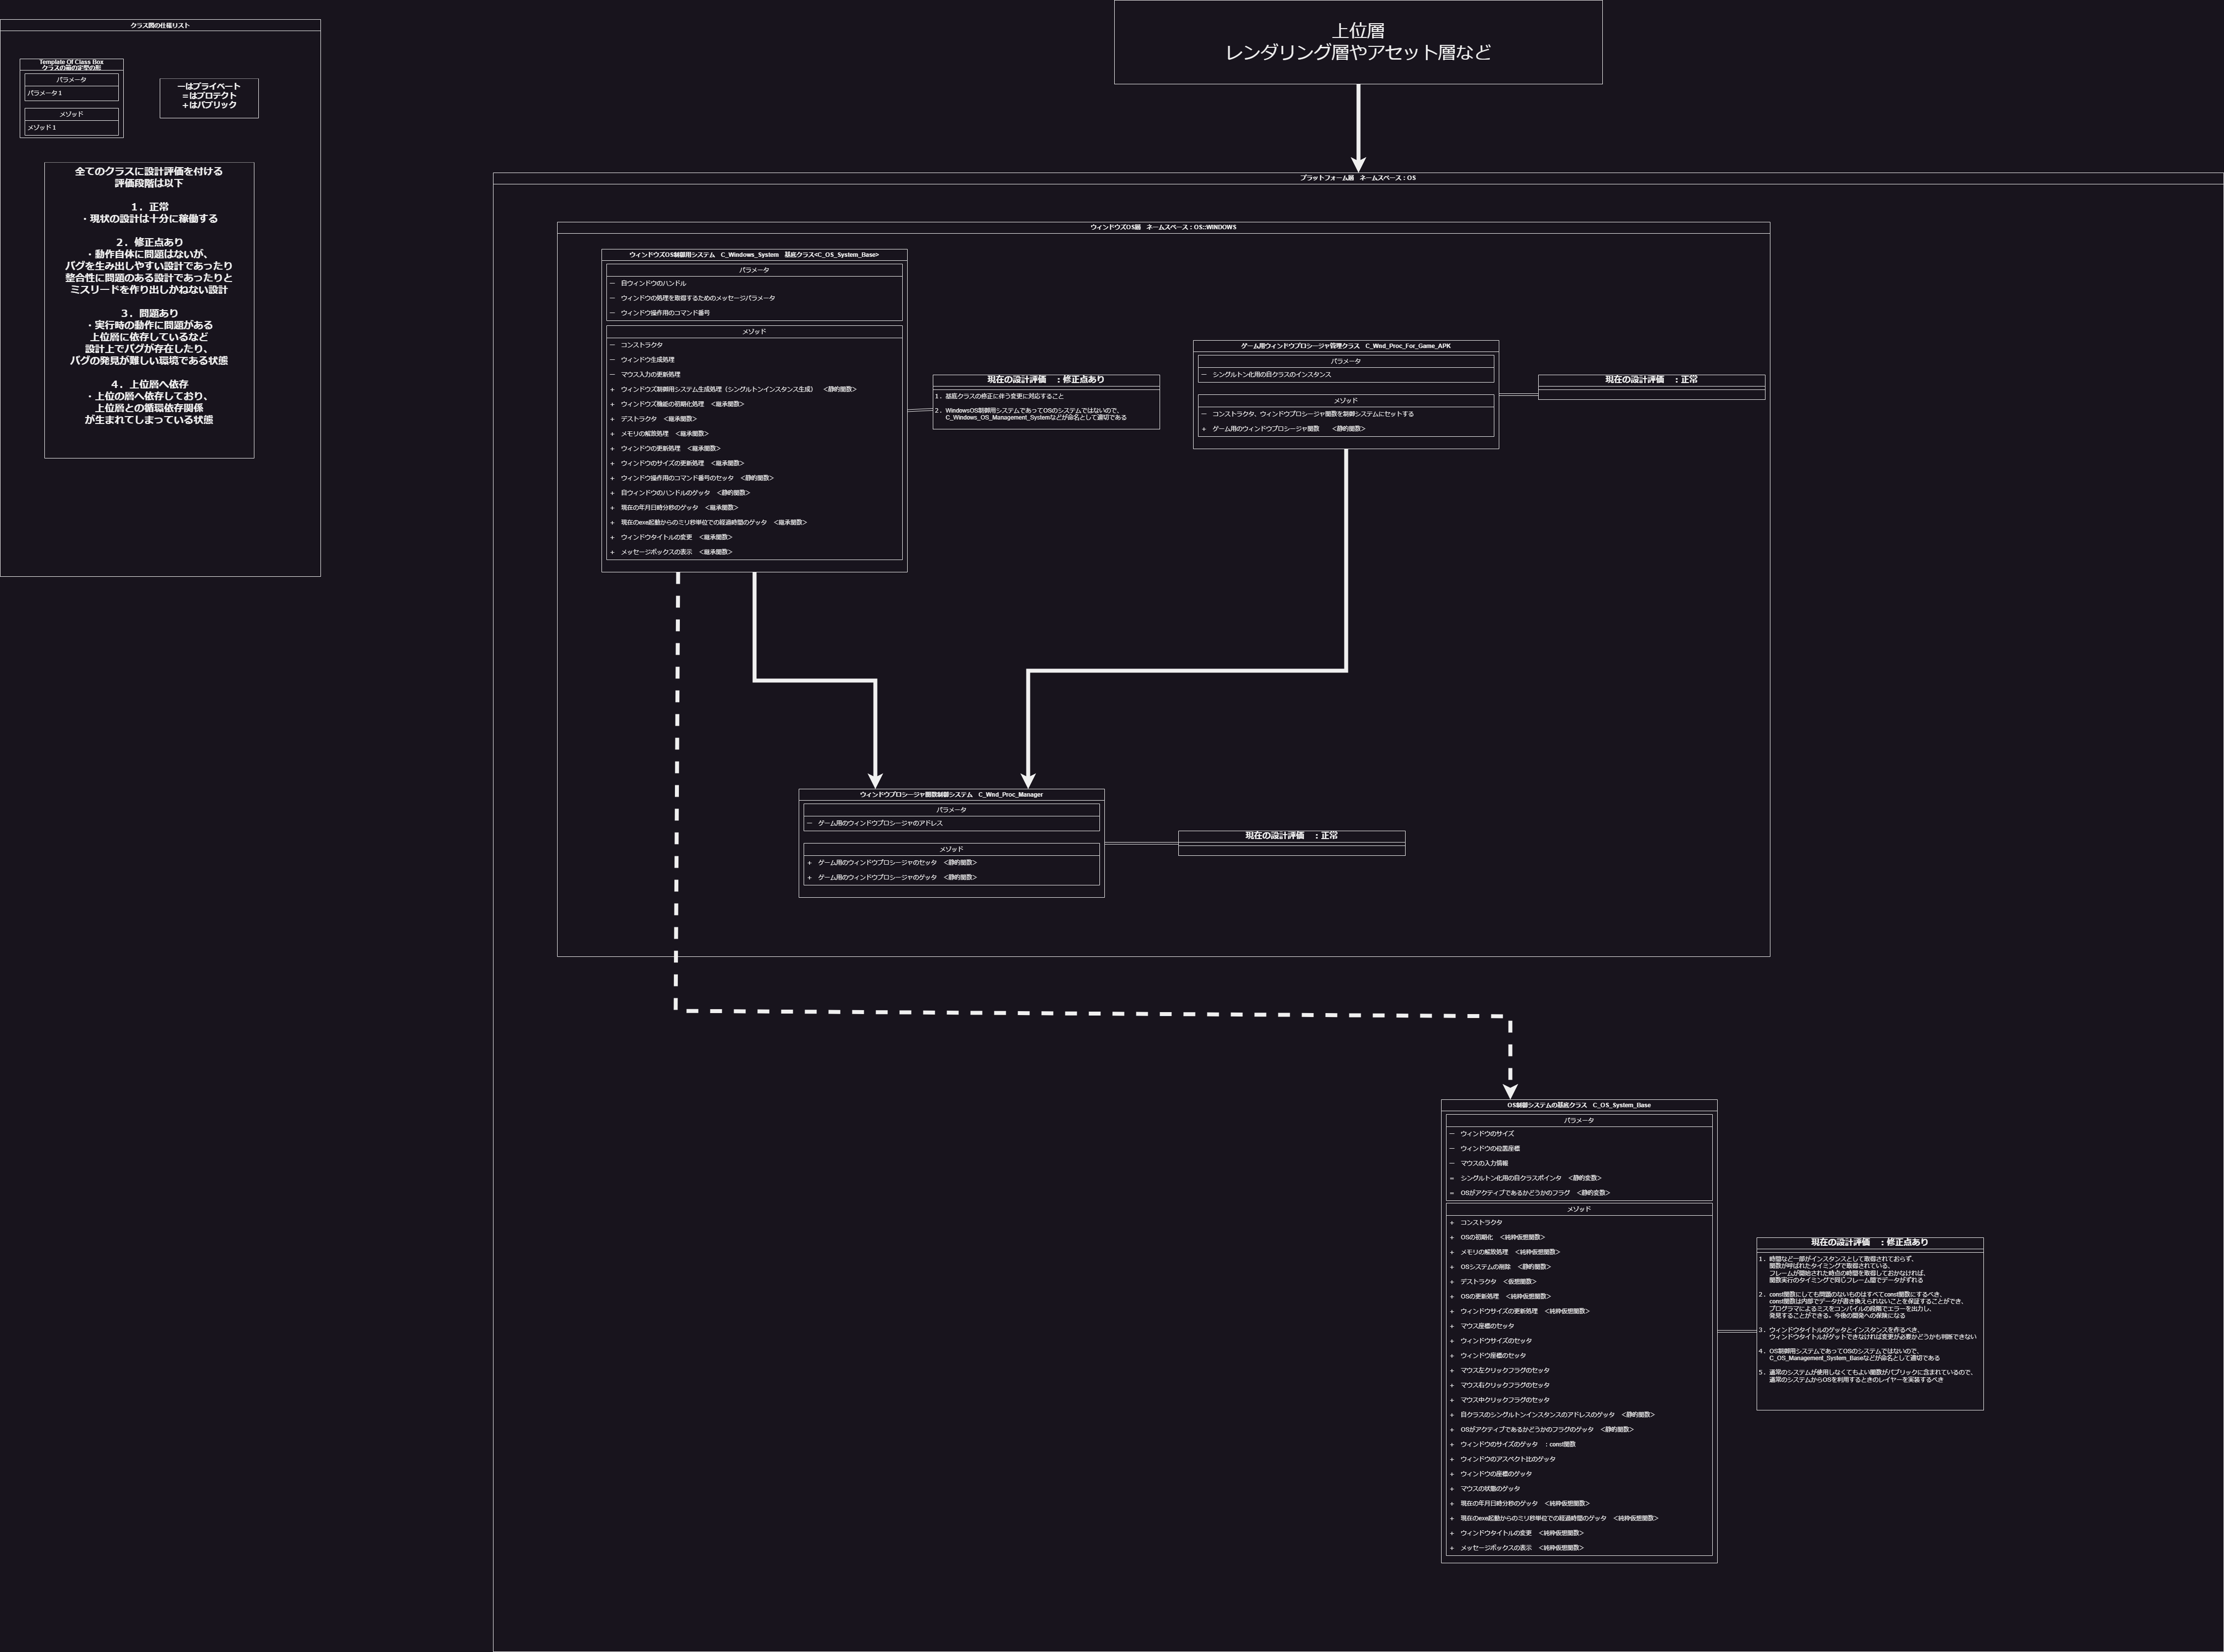 クラス図の仕様リスト
Template Of Class Box
クラスの箱の定型の形
パラメータ
パラメータ１
メゾッド
メゾッド１
ーはプライベート
＝はプロテクト
＋はパブリック
全てのクラスに設計評価を付ける
評価段階は以下
１．正常
・現状の設計は十分に稼働する
２．修正点あり
・動作自体に問題はないが、
バグを生み出しやすい設計であったり
整合性に問題のある設計であったりと
ミスリードを作り出しかねない設計
３．問題あり
・実行時の動作に問題がある
上位層に依存しているなど
設計上でバグが存在したり、
バグの発見が難しい環境である状態
４．上位層へ依存
・上位の層へ依存しており、
上位層との循環依存関係
が生まれてしまっている状態
上位層
レンダリング層やアセット層など
プラットフォーム層　ネームスペース：OS
ウィンドウズOS層　ネームスペース：OS::WINDOWS
ウィンドウズOS制御用システム　C_Windows_System　基底クラス<C_OS_System_Base>
パラメータ
ー　自ウィンドウのハンドル
ー　ウィンドウの処理を取得するためのメッセージパラメータ
ー　ウィンドウ操作用のコマンド番号
メゾッド
ー　コンストラクタ
ー　ウィンドウ生成処理
ー　マウス入力の更新処理
＋　ウィンドウズ制御用システム生成処理（シングルトンインスタンス生成）　＜静的関数＞
＋　ウィンドウズ機能の初期化処理　＜継承関数＞
＋　デストラクタ　＜継承関数＞
＋　メモリの解放処理　＜継承関数＞
＋　ウィンドウの更新処理　＜継承関数＞
＋　ウィンドウのサイズの更新処理　＜継承関数＞
＋　ウィンドウ操作用のコマンド番号のセッタ　＜静的関数＞
＋　自ウィンドウのハンドルのゲッタ　＜静的関数＞
＋　現在の年月日時分秒のゲッタ　＜継承関数＞
＋　現在のexe起動からのミリ秒単位での経過時間のゲッタ　＜継承関数＞
＋　ウィンドウタイトルの変更　＜継承関数＞
＋　メッセージボックスの表示　＜継承関数＞
現在の設計評価　：修正点あり
１．基底クラスの修正に伴う変更に対応すること
２．WindowsOS制御用システムであってOSのシステムではないので、
C_Windows_OS_Management_Systemなどが命名として適切である
ゲーム用ウィンドウプロシージャ管理クラス　C_Wnd_Proc_For_Game_APK
パラメータ
ー　シングルトン化用の自クラスのインスタンス
メゾッド
ー　コンストラクタ、ウィンドウプロシージャ関数を制御システムにセットする
＋　ゲーム用のウィンドウプロシージャ関数　　＜静的関数＞
現在の設計評価　：正常
ウィンドウプロシージャ関数制御システム　C_Wnd_Proc_Manager
パラメータ
ー　ゲーム用のウィンドウプロシージャのアドレス
メゾッド
＋　ゲーム用のウィンドウプロシージャのセッタ　＜静的関数＞
＋　ゲーム用のウィンドウプロシージャのゲッタ　＜静的関数＞
現在の設計評価　：正常
OS制御システムの基底クラス　C_OS_System_Base
パラメータ
ー　ウィンドウのサイズ
ー　ウィンドウの位置座標
ー　マウスの入力情報
＝　シングルトン化用の自クラスポインタ　＜静的変数＞
＝　OSがアクティブであるかどうかのフラグ　＜静的変数＞
メゾッド
＋　コンストラクタ
＋　OSの初期化　＜純粋仮想関数＞
＋　メモリの解放処理　＜純粋仮想関数＞
＋　OSシステムの削除　＜静的関数＞
＋　デストラクタ　＜仮想関数＞
＋　OSの更新処理　＜純粋仮想関数＞
＋　ウィンドウサイズの更新処理　＜純粋仮想関数＞
＋　マウス座標のセッタ
＋　ウィンドウサイズのセッタ
＋　ウィンドウ座標のセッタ
＋　マウス左クリックフラグのセッタ
＋　マウス右クリックフラグのセッタ
＋　マウス中クリックフラグのセッタ
＋　自クラスのシングルトンインスタンスのアドレスのゲッタ　＜静的関数＞
＋　OSがアクティブであるかどうかのフラグのゲッタ　＜静的関数＞
＋　ウィンドウのサイズのゲッタ　：const関数
＋　ウィンドウのアスペクト比のゲッタ
＋　ウィンドウの座標のゲッタ
＋　マウスの状態のゲッタ
＋　現在の年月日時分秒のゲッタ　＜純粋仮想関数＞
＋　現在のexe起動からのミリ秒単位での経過時間のゲッタ　＜純粋仮想関数＞
＋　ウィンドウタイトルの変更　＜純粋仮想関数＞
＋　メッセージボックスの表示　＜純粋仮想関数＞
現在の設計評価　：修正点あり
１．時間など一部がインスタンスとして取得されておらず、
関数が呼ばれたタイミングで取得されている、
フレームが開始された時点の時間を取得しておかなければ、
関数実行のタイミングで同じフレーム間でデータがずれる
２．const関数にしても問題のないものはすべてconst関数にするべき、
const関数は内部でデータが書き換えられないことを保証することができ、
プログラマによるミスをコンパイルの段階でエラーを出力し、
発見することができる。今後の開発への保険になる
３．ウィンドウタイトルのゲッタとインスタンスを作るべき、
ウィンドウタイトルがゲットできなければ変更が必要かどうかも判断できない
４．OS制御用システムであってOSのシステムではないので、
C_OS_Management_System_Baseなどが命名として適切である
５．通常のシステムが使用しなくてもよい関数がパブリックに含まれているので、
通常のシステムからOSを利用するときのレイヤーを実装するべき